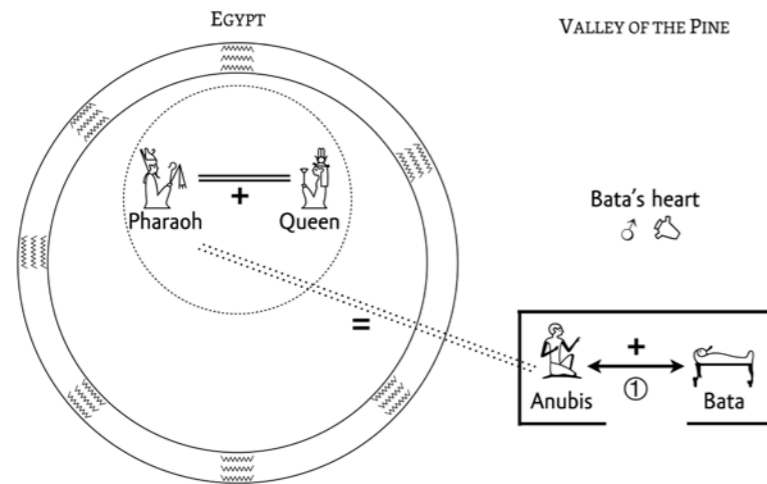 EGYPT
VALLEY OF THE PINE
+
Pharaoh
Queen
Bata's heart
♂
=
+
①
Anubis
Bata